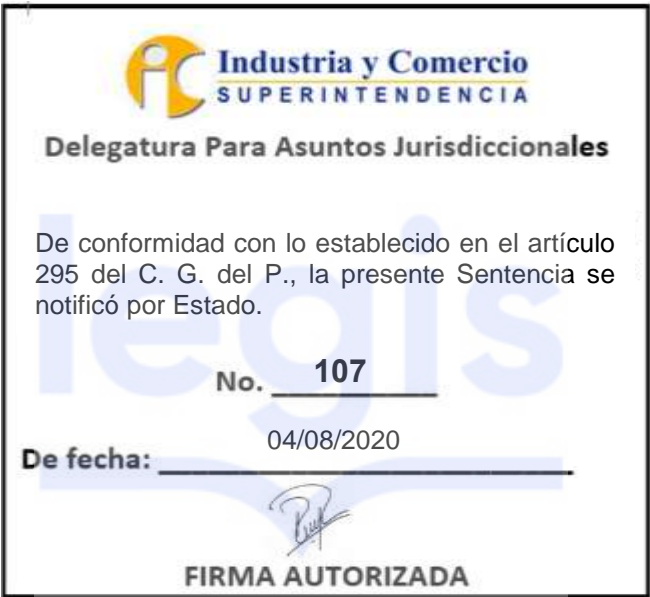 Industria y Comercio
SUPERINTENDENCIA
Delegatura Para Asuntos Jurisdiccionales
De conformidad con lo establecido en el artículo
295 del C. G. del P., la presente Sentencia se
notificó por Estado.
legis
No. 107
De fecha: 04/08/2020
FIRMA AUTORIZADA